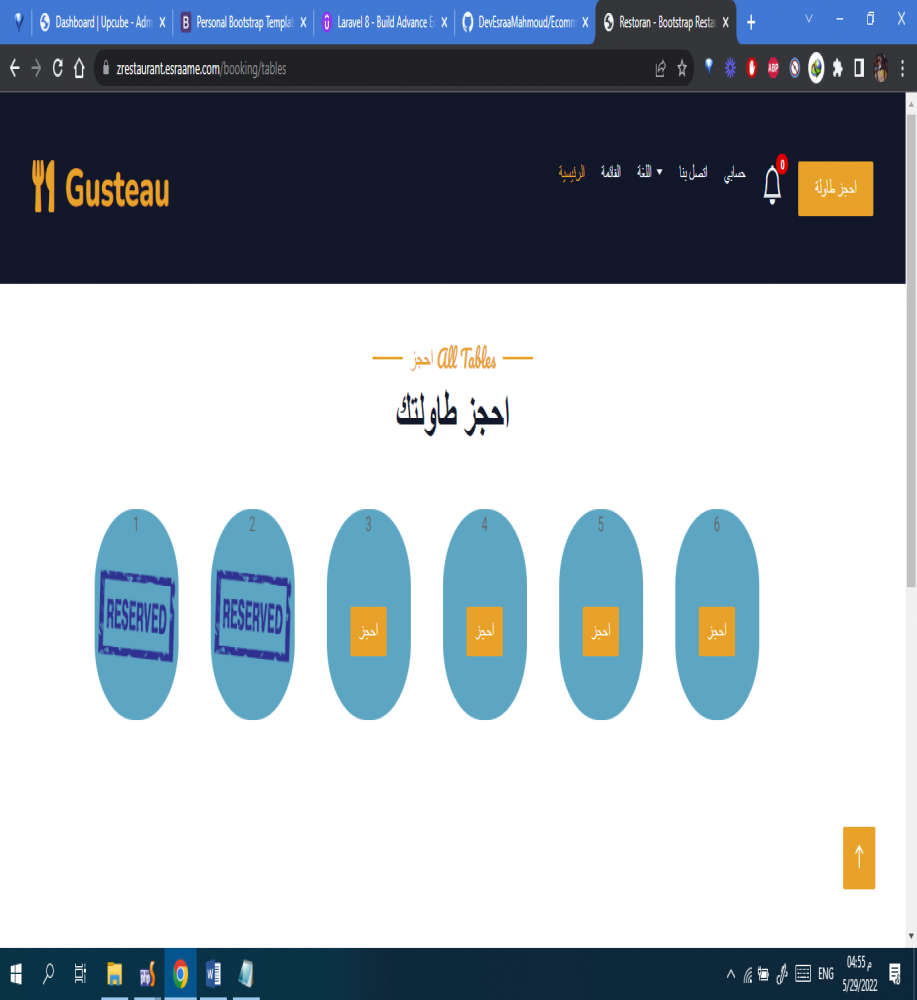 Dashboard | Upcube - Adm
Personal Bootstrap Templat
Laravel 8 - Build Advance E
DevEsraaMahmoud/Ecomm
Restoran - Bootstrap Resta
zrestaurant.esraame.com/booking/tables
Gusteau
الرئيسية
القائمة
اللغة
اتصل بنا
حسابي
0
احجز طاولة
احجز All Tables
احجز طاولتك
1
2
3
4
5
6
RESERVED
RESERVED
احجز
احجز
احجز
احجز
ENG
04:55 م
5/29/2022